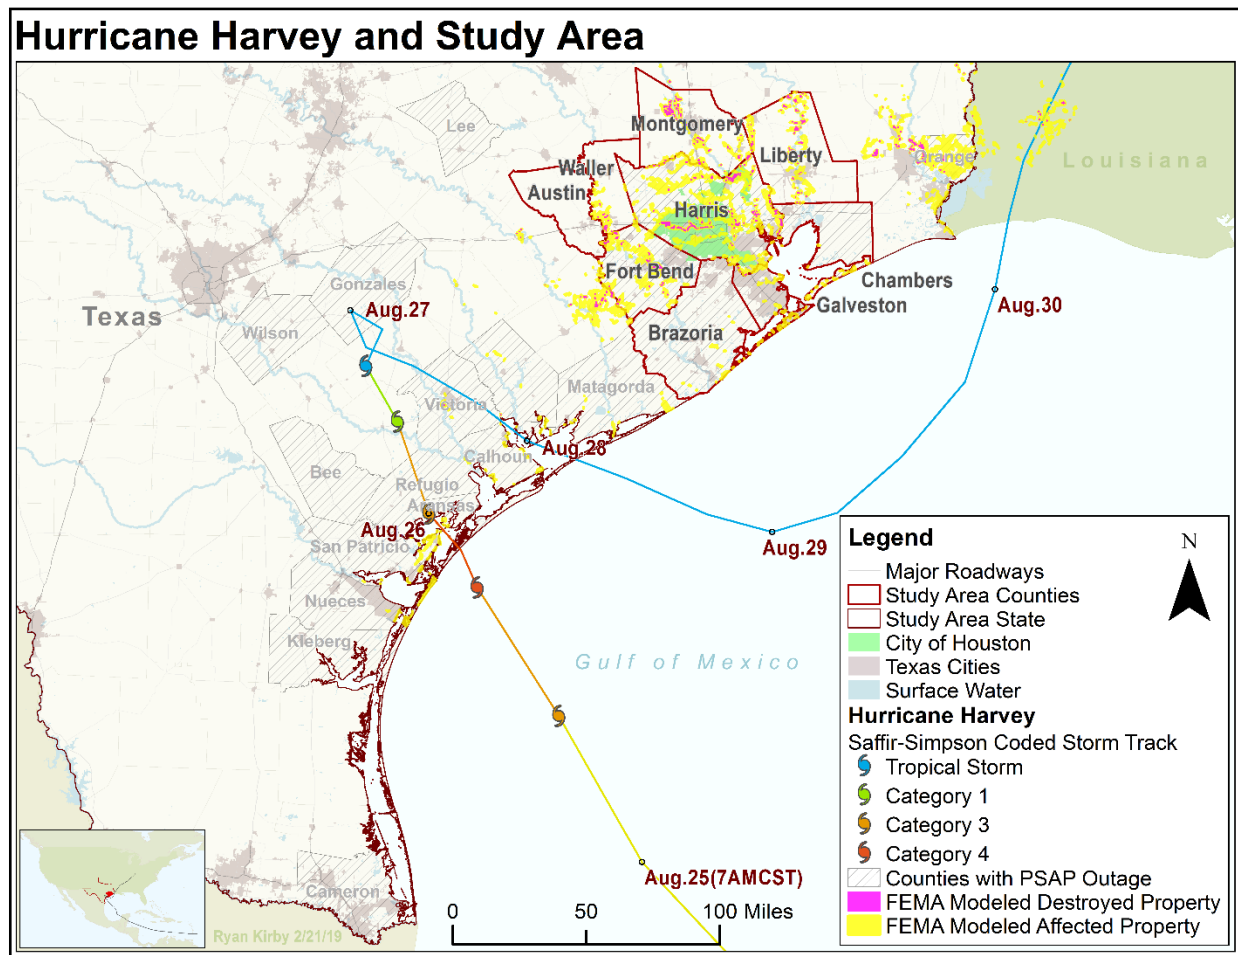 Hurricane Harvey and Study Area
Lee
Montgomery
Liberty
Orange
Louisiana
Waller
Austin
Harris
Fort Bend
Chambers
Galveston
Brazoria
Texas
Gonzales
Aug.27
Wilson
Aug.30
Matagorda
Victoria
Aug.28
Calhoun
Bee
Refugio
Aransas
Aug.26
San Patricio
Aug.29
Nueces
Kleberg
Gulf of Mexico
Aug.25(7AMCST)
Cameron
0 50 100 Miles
Ryan Kirby 2/21/19
Legend
N
Major Roadways
Study Area Counties
Study Area State
City of Houston
Texas Cities
Surface Water
Hurricane Harvey
Saffir-Simpson Coded Storm Track
Tropical Storm
Category 1
Category 3
Category 4
Counties with PSAP Outage
FEMA Modeled Destroyed Property
FEMA Modeled Affected Property